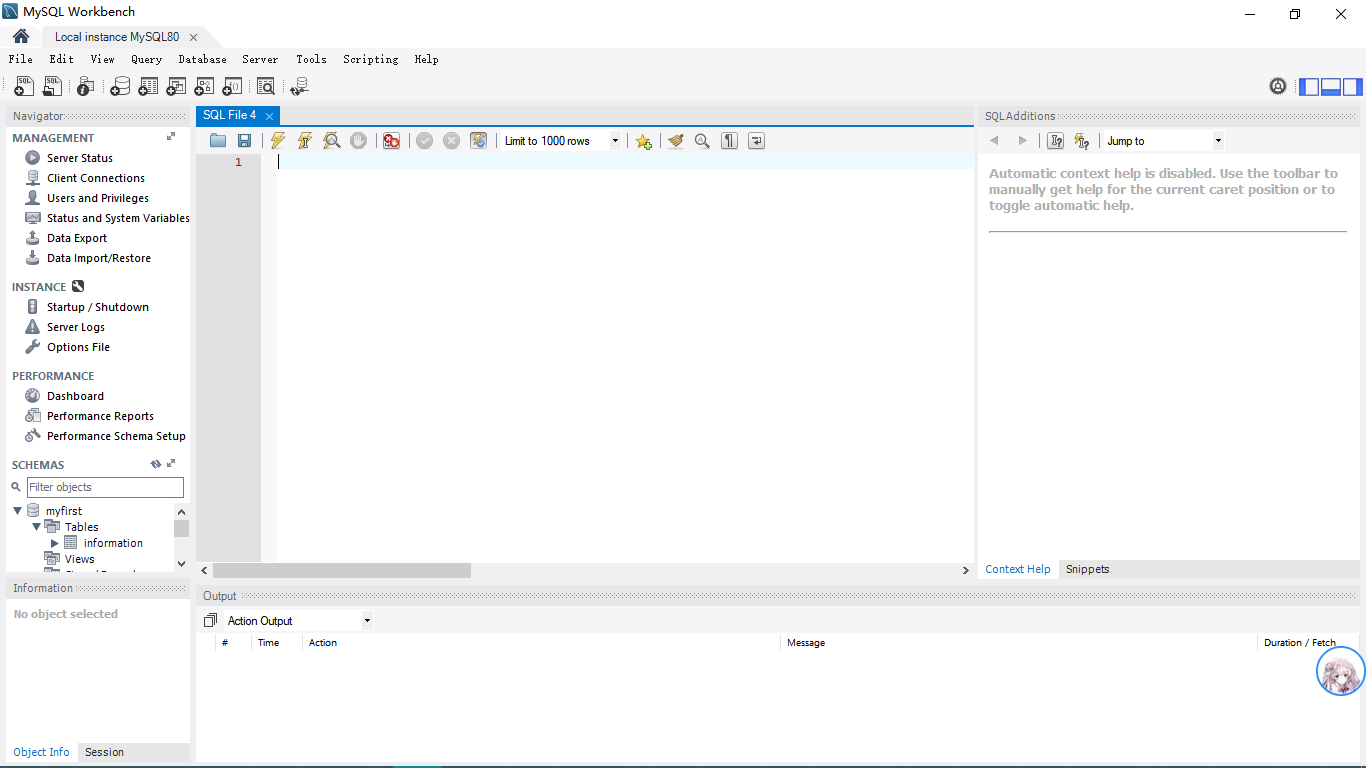 MySQL Workbench
Local instance MySQL80
File Edit View Query Database Server Tools Scripting Help
Navigator
MANAGEMENT
Server Status
Client Connections
Users and Privileges
Status and System Variables
Data Export
Data Import/Restore
INSTANCE
Startup / Shutdown
Server Logs
Options File
PERFORMANCE
Dashboard
Performance Reports
Performance Schema Setup
SCHEMAS
Filter objects
myfirst
Tables
information
Views
Information
No object selected
Object Info Session
SQL File 4
Limit to 1000 rows
1
SQLAdditions
Jump to
Automatic context help is disabled. Use the toolbar to
manually get help for the current caret position or to
toggle automatic help.
Context Help Snippets
Output
Action Output
# Time Action Message Duration / Fetch